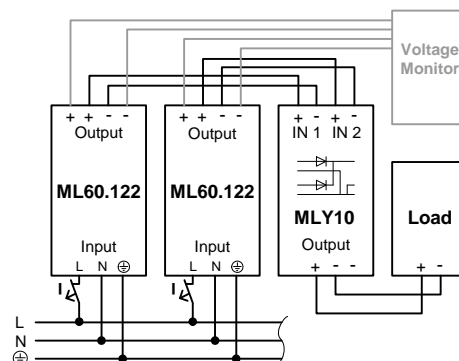 Voltage
Monitor
+ + - -
Output
ML60.122
Input
L N
I
+ + - -
Output
ML60.122
Input
L N
I
+ - + -
IN 1 IN 2
MLY10
Output
+ - -
Load
+ -
L
N